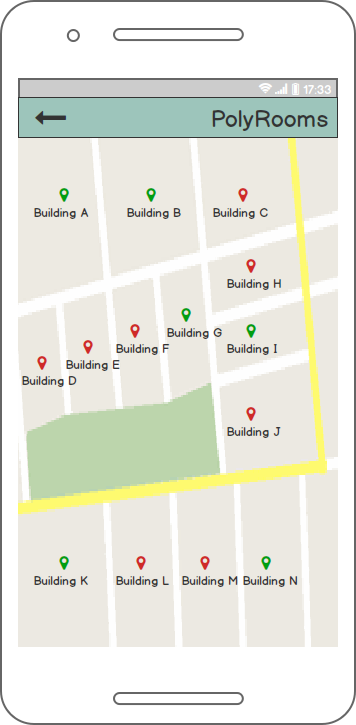 17:33
PolyRooms
Building A
Building B
Building C
Building H
Building G
Building F
Building I
Building E
Building D
Building J
Building K
Building L
Building M
Building N